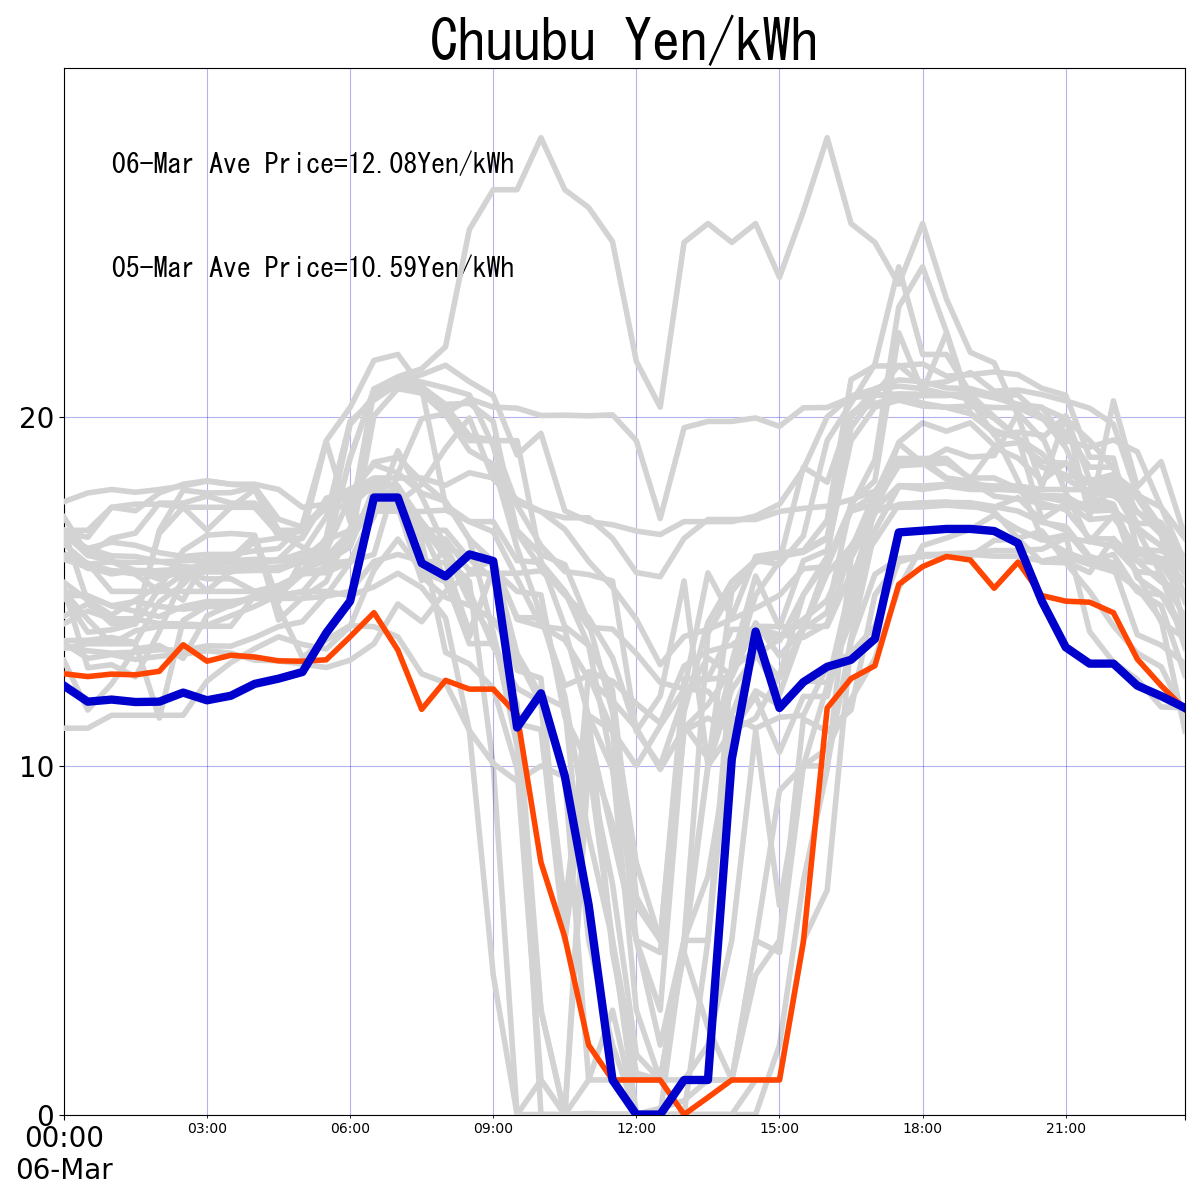 Chuubu Yen/kWh
06-Mar Ave Price=12.08Yen/kWh
05-Mar Ave Price=10.59Yen/kWh
20
10
0
00:00 03:00 06:00 09:00 12:00 15:00 18:00 21:00
06-Mar